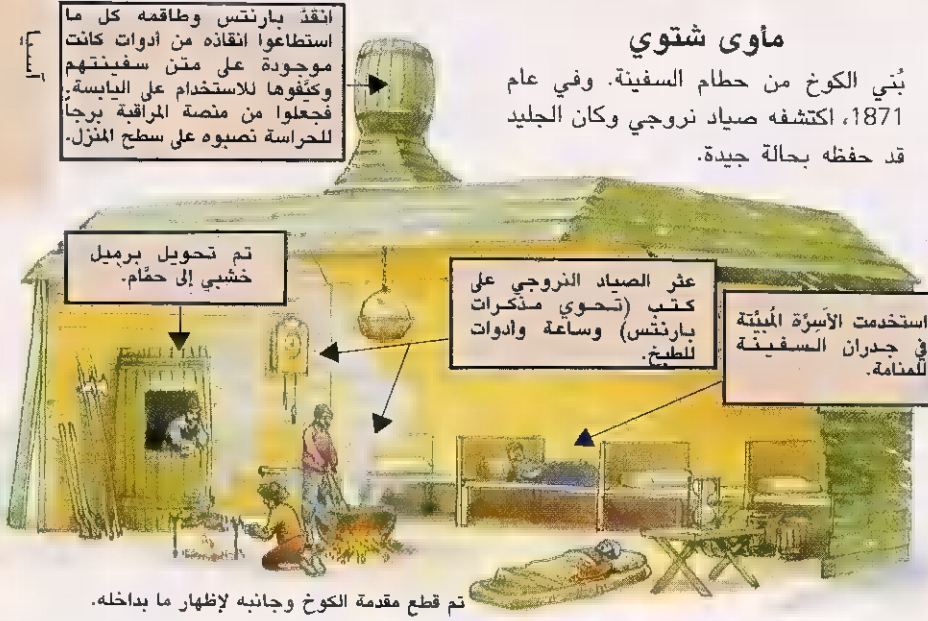 مأوى شتوي
بُني الكوخ من حطام السفينة. وفي عام
1871، اكتشفه صياد نروجي وكان الجليد
قد حفظه بحالة جيدة.
انقذ بارنتس وطاقمه كل ما
استطاعوا انقاذه من أدوات كانت
موجودة على متن سفينتهم
وكيَّفوها للاستخدام على اليابسة.
فجعلوا من منصة المراقبة برجاً
للحراسة نصبوه على سطح المنزل.
آسيا
تم تحويل برميل
خشبي إلى حمَّام.
عثر الصياد النروجي على
كتب (تحوي مذكرات
بارنتس) وساعة وأدوات
للطبخ.
استخدمت الأسِرَّة المبيّتة
في جدران السفينة
للمنامة.
تم قطع مقدمة الكوخ وجانبه لإظهار ما بداخله.